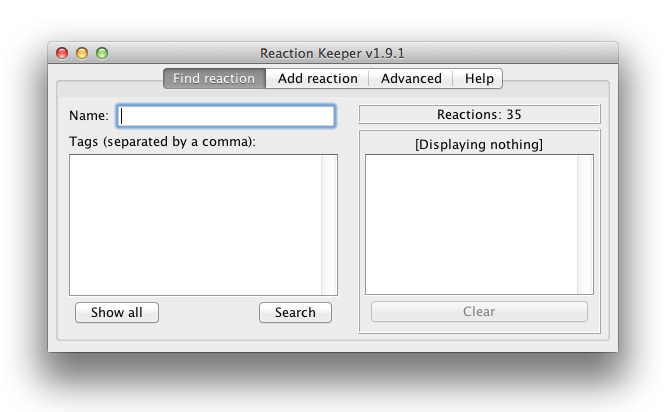 Reaction Keeper v1.9.1
Find reaction Add reaction Advanced Help
Name:
Tags (separated by a comma):
Show all Search
Reactions: 35
[Displaying nothing]
Clear